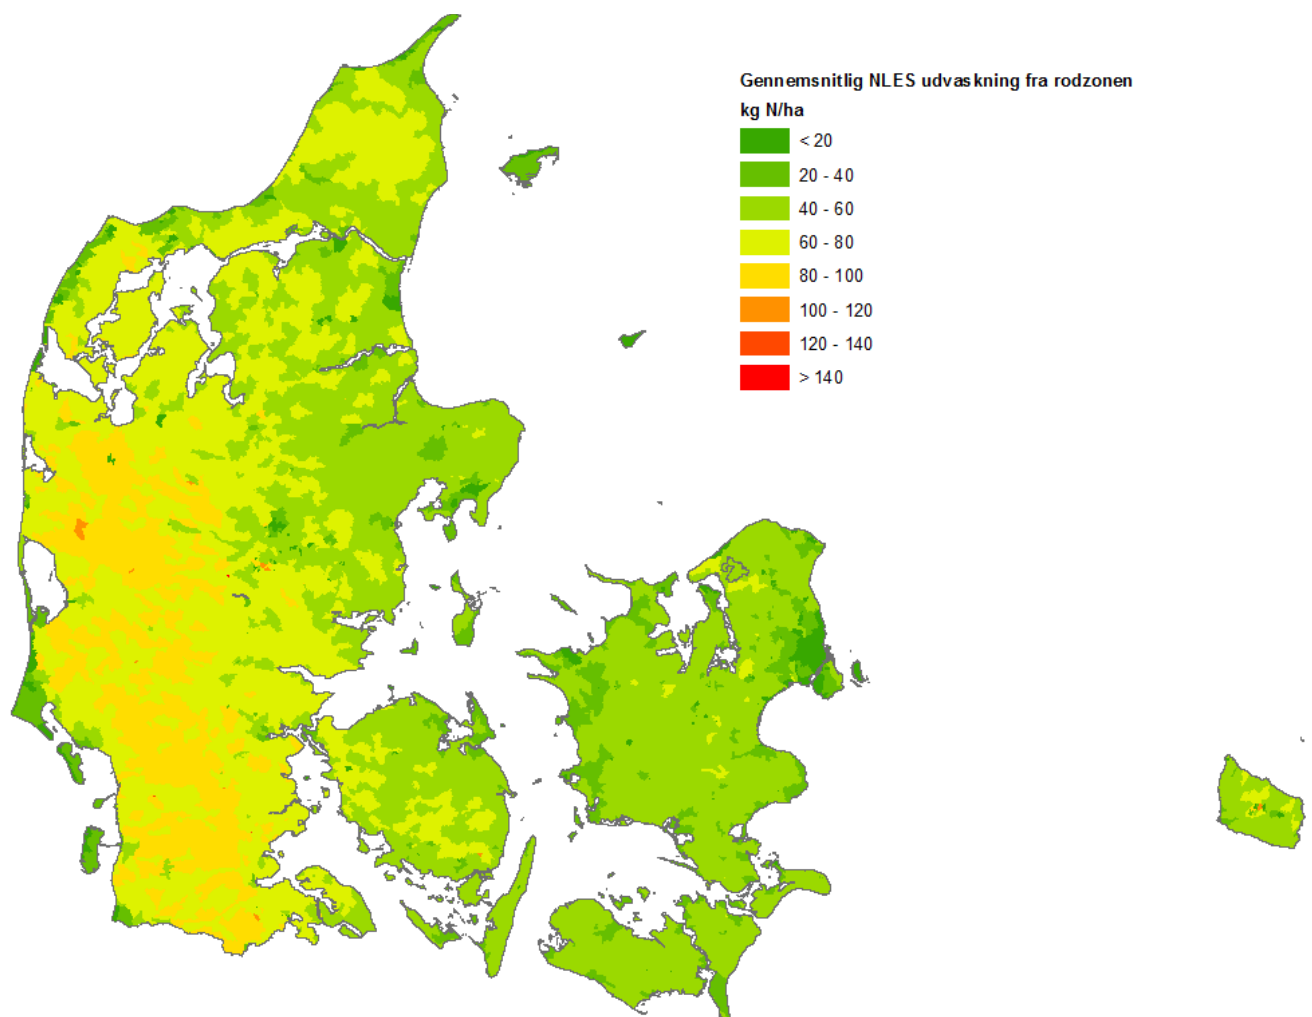 Gennemsnitlig NLES udvaskning fra rodzonen
kg N/ha
< 20
20 - 40
40 - 60
60 - 80
80 - 100
100 - 120
120 - 140
> 140